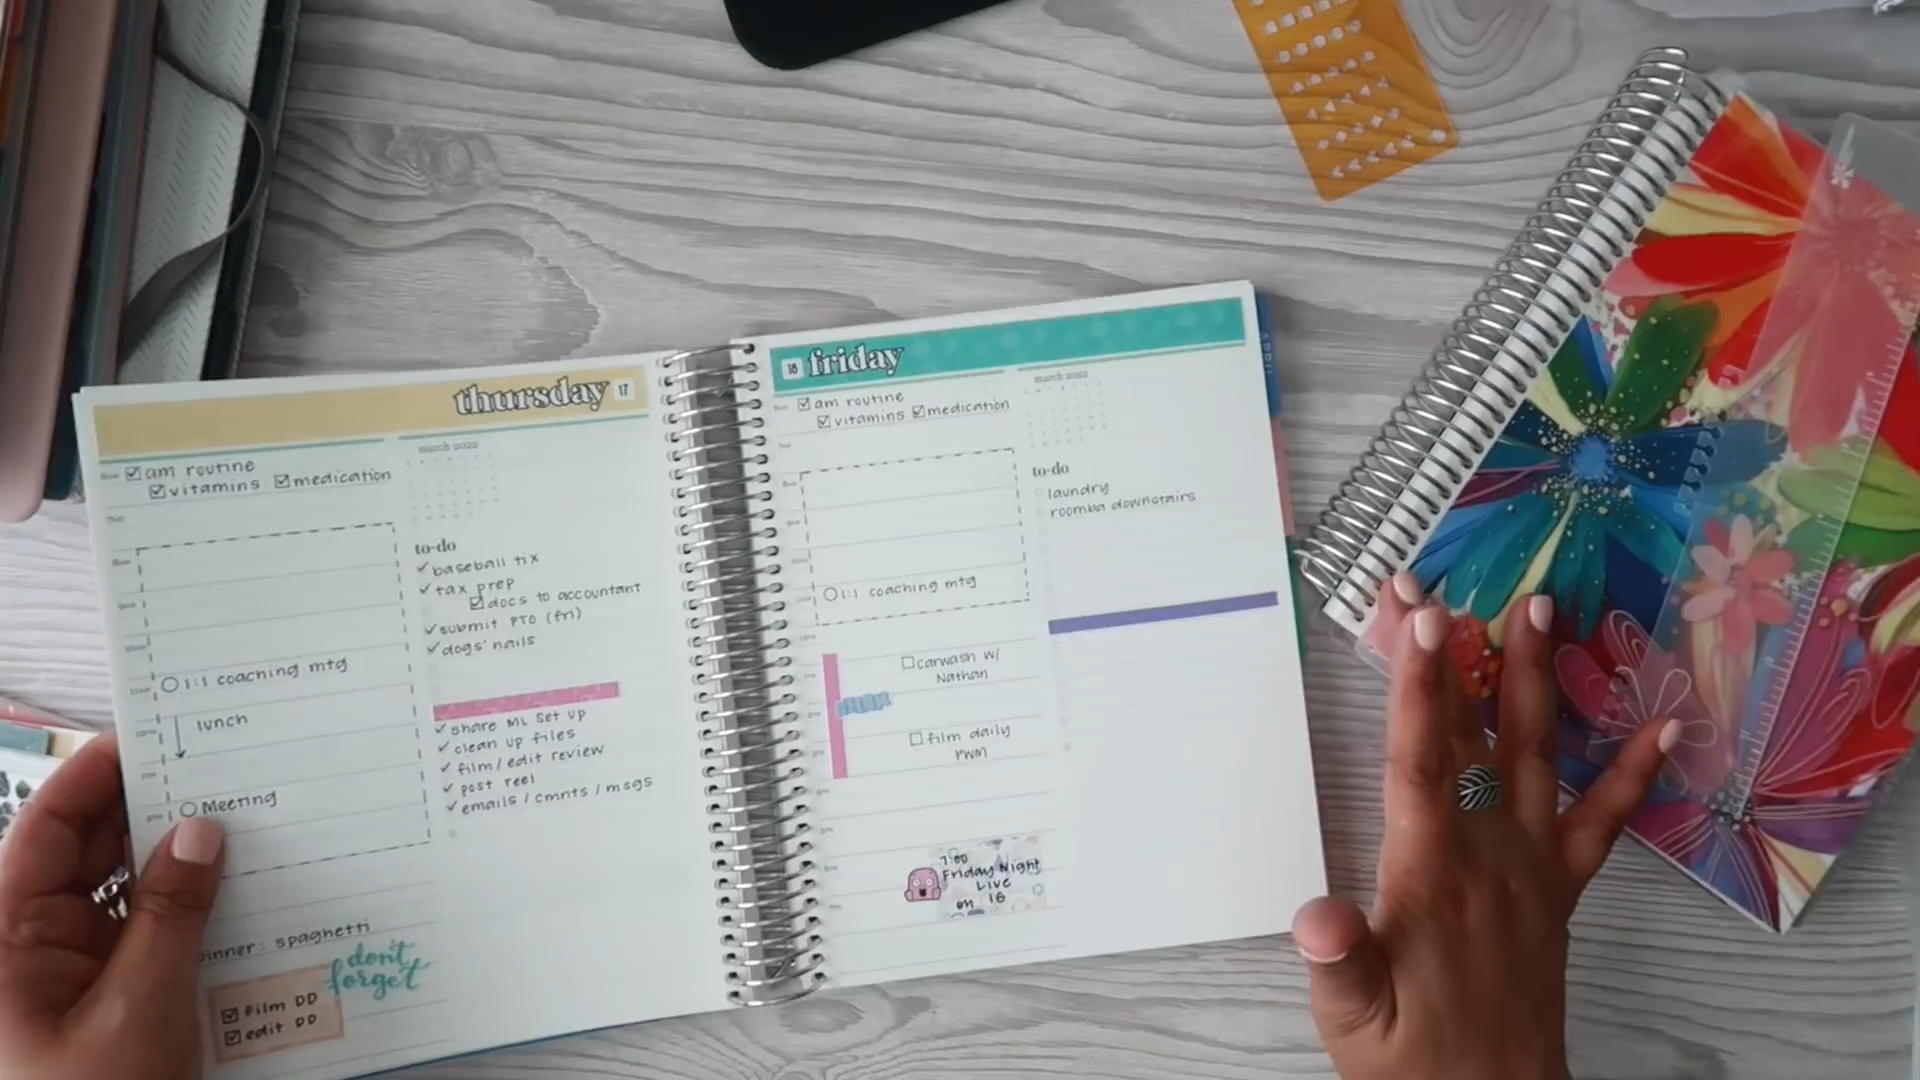 thursday 17
am routine
vitamins medication
march 2022
to-do
baseball tix
tax prep
docs to accountant
submit PTO (fri)
dogs' nails
1:1 coaching mtg
lunch
Meeting
share ML set up
clean up files
film/edit review
post reel
emails / cmnts / msgs
dinner: spaghetti
don't
forget
film DD
edit DD
18 friday
am routine
vitamins medication
march 2022
to-do
laundry
roomba downstairs
1:1 coaching mtg
carwash w/
Nathan
film daily
PWM
7:00
Friday Night
Live
on IG
APRIL